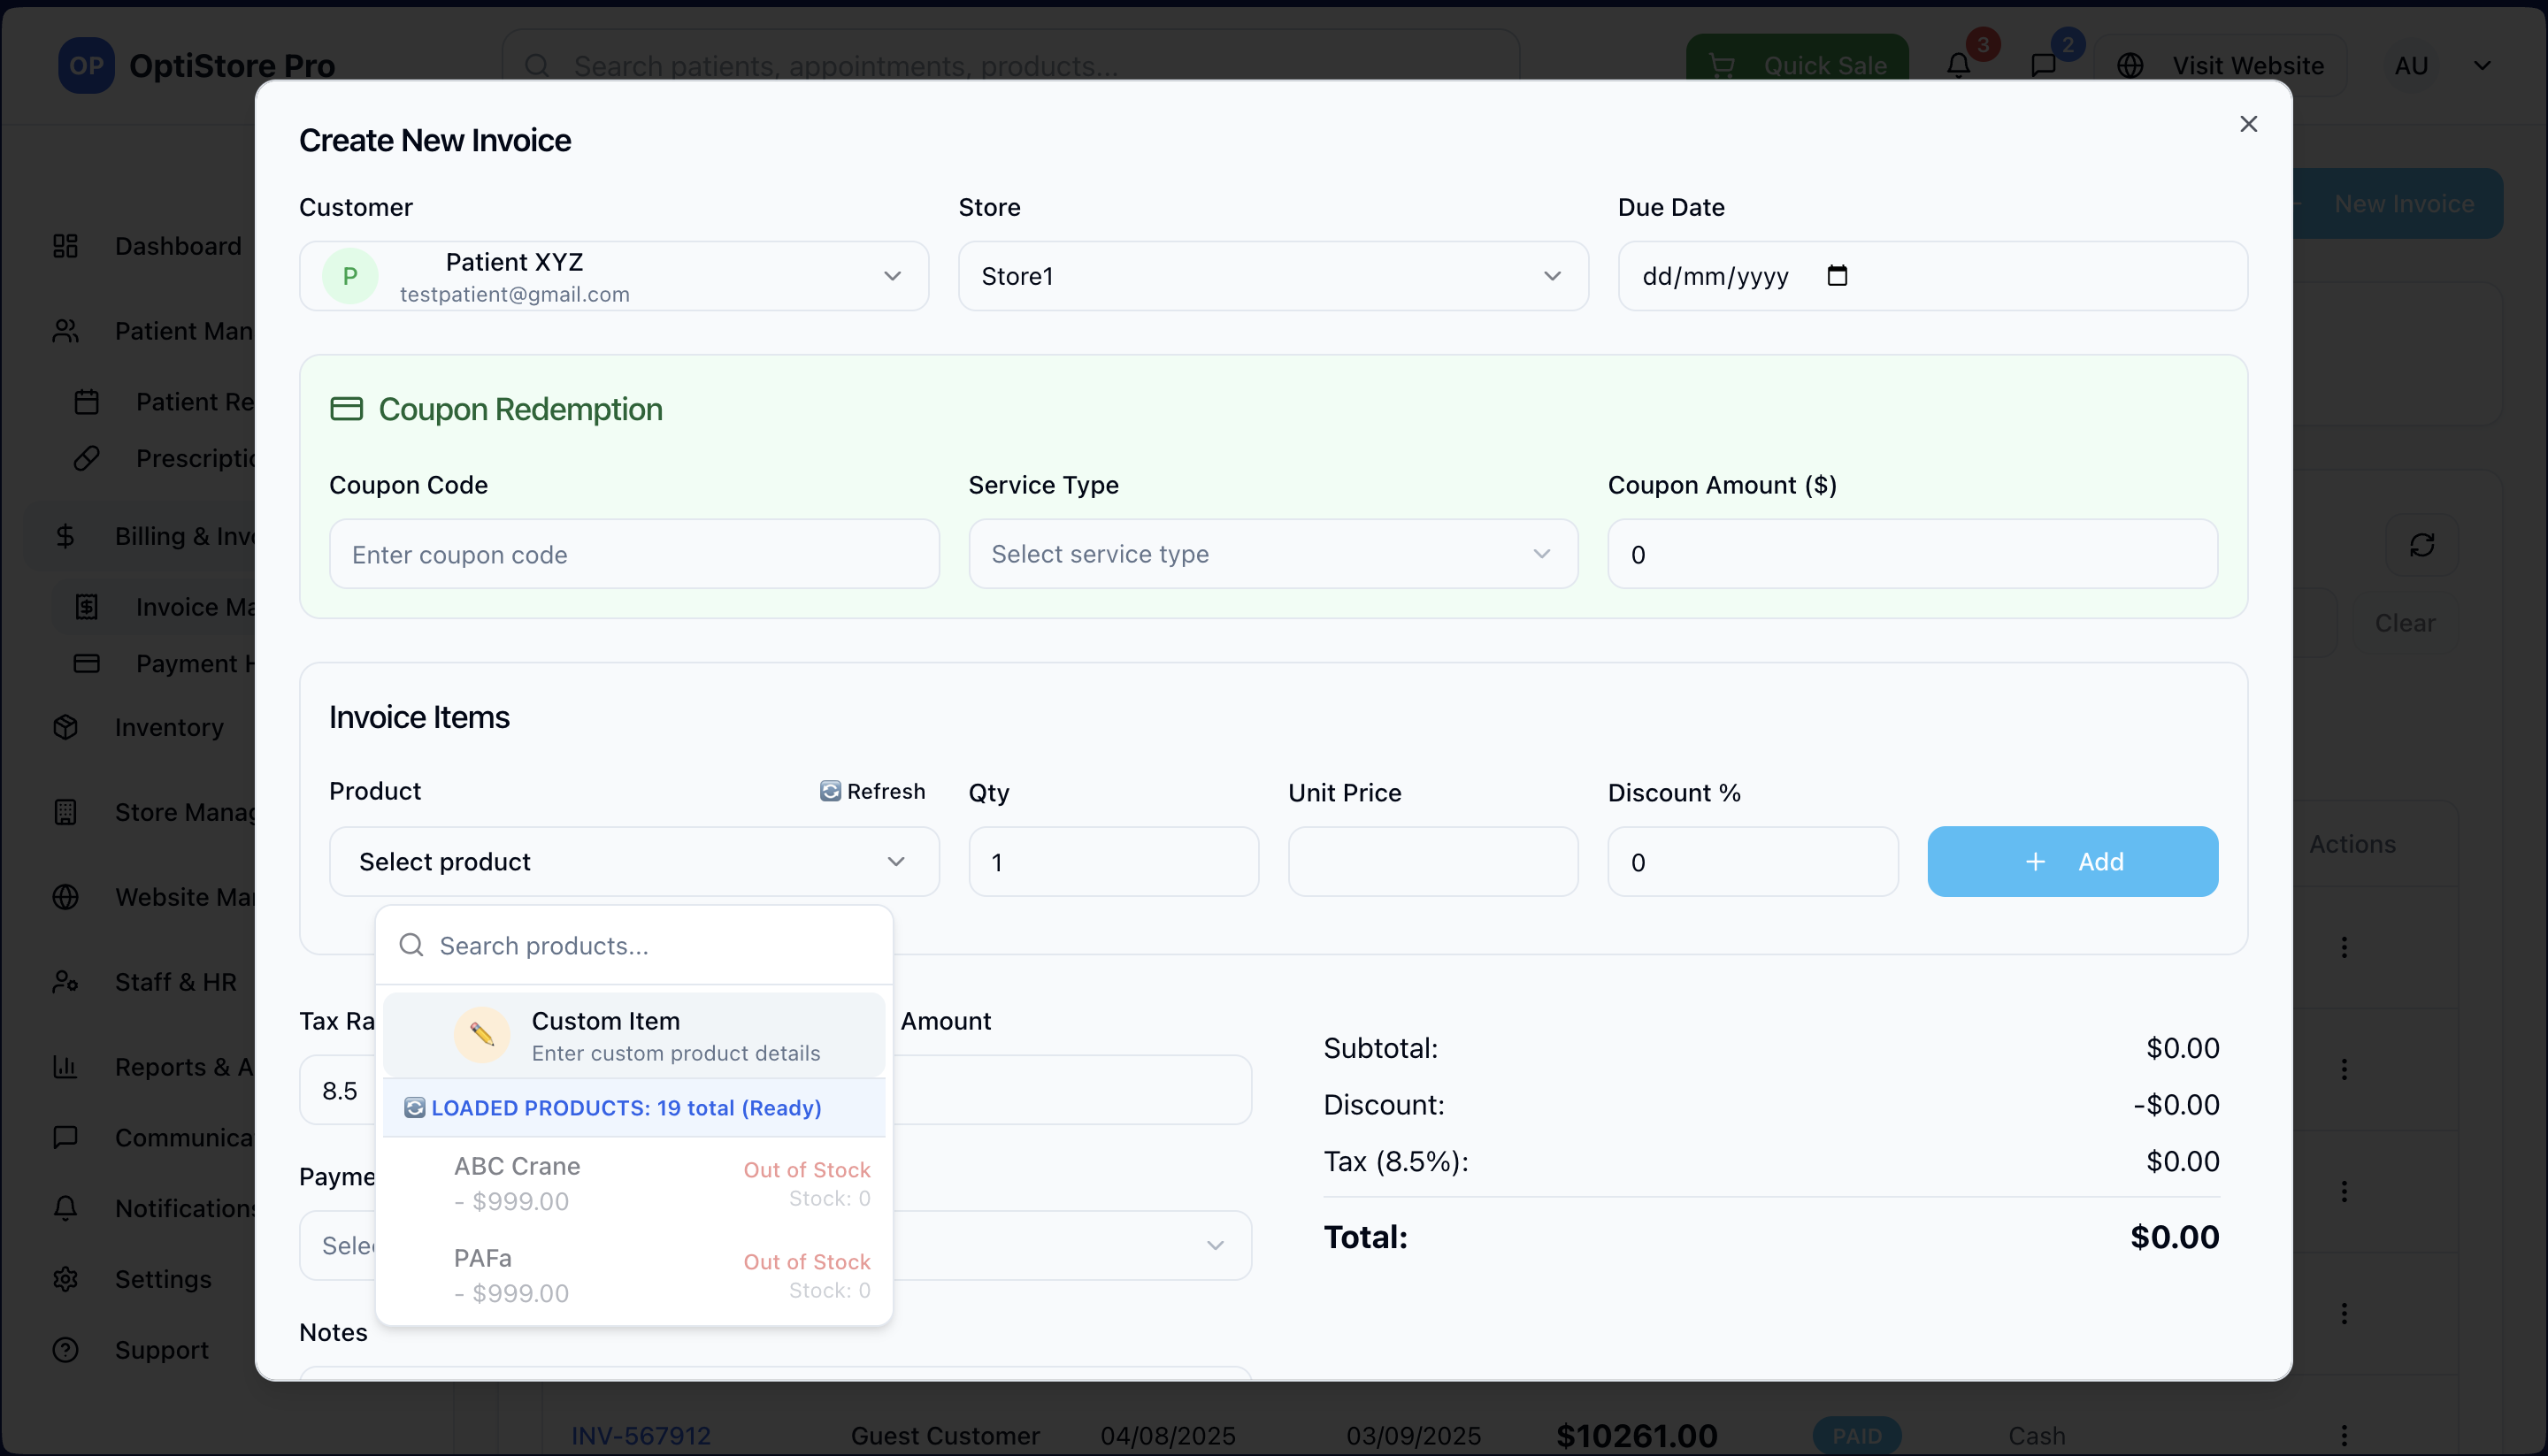 OP OptiStore Pro
Search patients, appointments, products...
Quick Sale
3
2
Visit Website
AU
New Invoice
Dashboard
Patient Man
Patient Re
Prescriptio
Billing & Inv
Invoice Ma
Payment H
Inventory
Store Manag
Website Ma
Staff & HR
Reports & A
Communica
Notifications
Settings
Support
Create New Invoice
Customer
Store
Due Date
P
Patient XYZ
testpatient@gmail.com
Store1
dd/mm/yyyy
Coupon Redemption
Coupon Code
Service Type
Coupon Amount ($)
Enter coupon code
Select service type
0
Clear
Invoice Items
Product
Refresh
Qty
Unit Price
Discount %
Select product
1
0
Add
Actions
Search products...
Custom Item
Enter custom product details
LOADED PRODUCTS: 19 total (Ready)
ABC Crane
- $999.00
Out of Stock
Stock: 0
PAFa
- $999.00
Out of Stock
Stock: 0
Tax Ra
Amount
8.5
Payme
Selec
Notes
Subtotal: $0.00
Discount: -$0.00
Tax (8.5%): $0.00
Total: $0.00
INV-567912 Guest Customer 04/08/2025 03/09/2025 $10261.00 PAID Cash